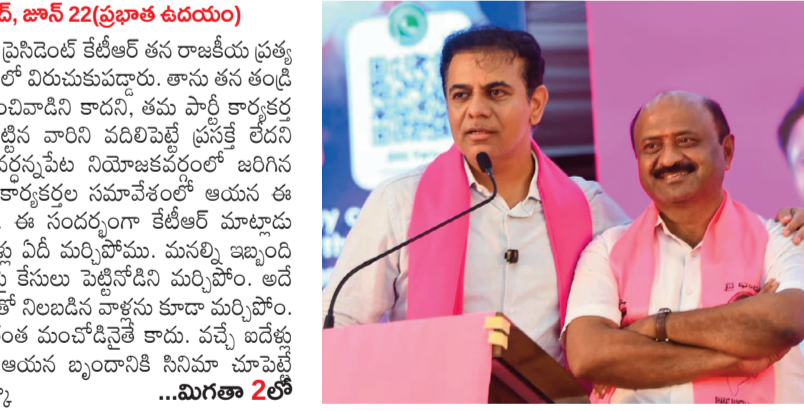 ద్, జూన్ 22(ప్రభాత ఉదయం)
ప్రెసిడెంట్ కేటీఆర్ తన రాజకీయ ప్రత్య
లో విరుచుకుపడ్డారు. తాను తన తండ్రి
ంచివాడిని కాదని, తమ పార్టీ కార్యకర్త
ట్టిన వారిని వదిలిపెట్టే ప్రసక్తే లేదని
వర్ధన్నపేట నియోజకవర్గంలో జరిగిన
కార్యకర్తల సమావేశంలో ఆయన ఈ
. ఈ సందర్భంగా కేటీఆర్ మాట్లాడు
ళ్లు ఏదీ మర్చిపోము. మనల్ని ఇబ్బంది
పై కేసులు పెట్టినోడిని మర్చిపోం. అదే
తో నిలబడిన వాళ్లను కూడా మర్చిపోం.
ంత మంచోడినైతే కాదు. వచ్చే ఐదేళ్లు
ఆయన బృందానికి సినిమా చూపెట్టే
...మిగతా 2లో